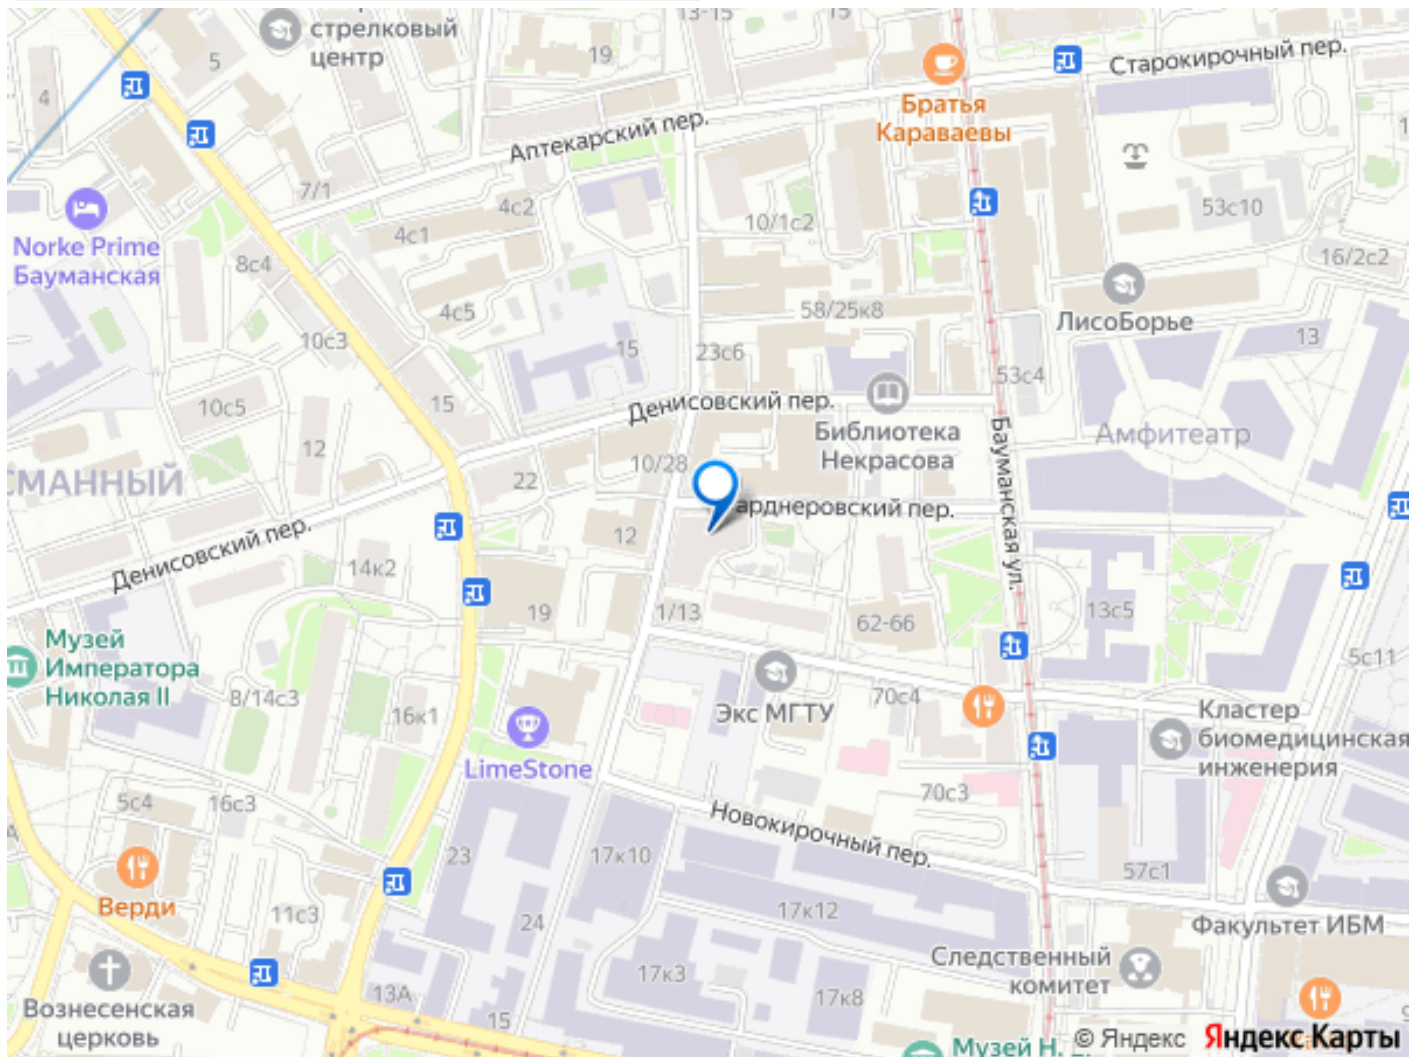 стрелковый
центр
13-15
15
19
5
4
Старокирочный пер.
Братья
Караваевы
Аптекарский пер.
7/1
4с2
4с1
10/1с2
53с10
16/2с2
Norke Prime
Бауманская
8с4
4с5
58/25к8
ЛисоБорье
13
10с3
15
23с6
53с4
10с5
15
Денисовский пер.
Библиотека
Некрасова
Бауманская ул.
Амфитеатр
12
СМАННЫЙ
22
10/28
арднеровский пер.
12
Денисовский пер.
14к2
19
1/13
62-66
13с5
5с11
Музей
Императора
Николая II
8/14с3
16к1
LimeStone
Экс МГТУ
70с4
Кластер
биомедицинская
инженерия
5с4
16с3
70с3
Новокирочный пер.
23
17к10
57с1
Верди
11с3
24
17к12
Факультет ИБМ
Вознесенская
церковь
13А
15
17к3
17к8
Следственный
комитет
Музей Н.
© Яндекс
Яндекс Карты